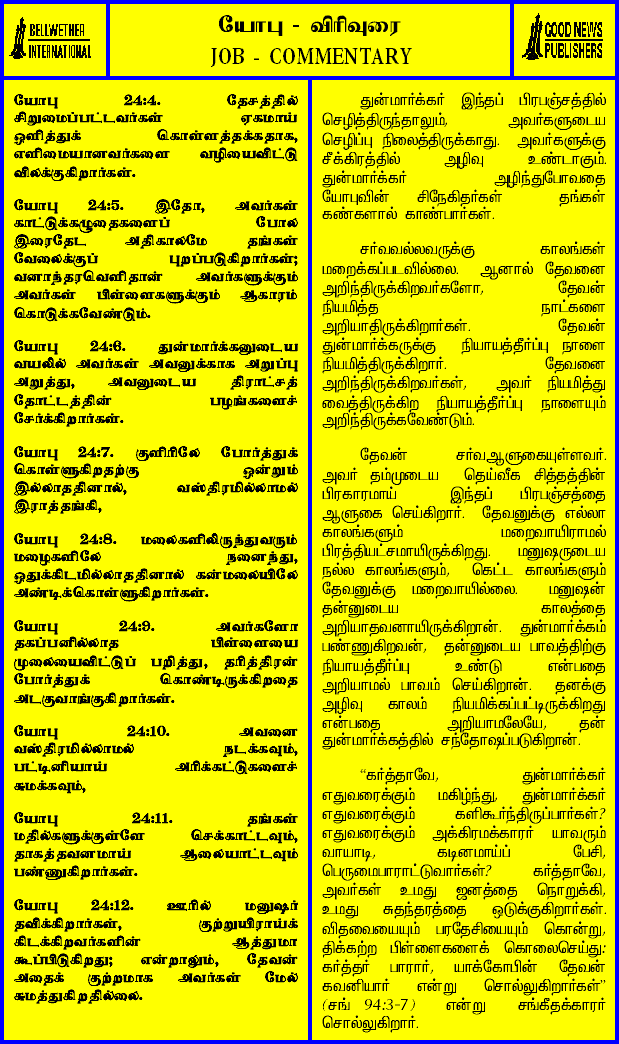 BELLWETHER
INTERNATIONAL
யோபு - விரிவுரை
JOB - COMMENTARY
GOOD NEWS
PUBLISHERS
யோபு 24:4. தேசத்தில்
சிறுமைப்பட்டவர்கள் ஏகமாய்
ஒளித்துக் கொள்ளத்தக்கதாக,
எளிமையானவர்களை வழியைவிட்டு
விலக்குகிறார்கள்.
யோபு 24:5. இதோ, அவர்கள்
காட்டுக்கழுதைகளைப் போல
இரைதேட அதிகாலமே தங்கள்
வேலைக்குப் புறப்படுகிறார்கள்;
வனாந்தரவெளிதான் அவர்களுக்கும்
அவர்கள் பிள்ளைகளுக்கும் ஆகாரம்
கொடுக்கவேண்டும்.
யோபு 24:6. துன்மார்க்கனுடைய
வயலில் அவர்கள் அவனுக்காக அறுப்பு
அறுத்து, அவனுடைய திராட்சத்
தோட்டத்தின் பழங்களைச்
சேர்க்கிறார்கள்.
யோபு 24:7. குளிரிலே போர்த்துக்
கொள்ளுகிறதற்கு ஒன்றும்
இல்லாததினால், வஸ்திரமில்லாமல்
இராத்தங்கி,
யோபு 24:8. மலைகளிலிருந்துவரும்
மழைகளிலே நனைந்து,
ஒதுக்கிடமில்லாததினால் கன்மலையிலே
அண்டிக்கொள்ளுகிறார்கள்.
யோபு 24:9. அவர்களோ
தகப்பனில்லாத பிள்ளையை
முலையைவிட்டுப் பறித்து, தரித்திரன்
போர்த்துக் கொண்டிருக்கிறதை
அடகுவாங்குகிறார்கள்.
யோபு 24:10. அவனை
வஸ்திரமில்லாமல் நடக்கவும்,
பட்டினியாய் அரிக்கட்டுகளைச்
சுமக்கவும்,
யோபு 24:11. தங்கள்
மதில்களுக்குள்ளே செக்காட்டவும்,
தாகத்தவனமாய் ஆலையாட்டவும்
பண்ணுகிறார்கள்.
யோபு 24:12. ஊரில் மனுஷர்
தவிக்கிறார்கள், குற்றுயிராய்க்
கிடக்கிறவர்களின் ஆத்துமா
கூப்பிடுகிறது; என்றாலும், தேவன்
அதைக் குற்றமாக அவர்கள் மேல்
சுமத்துகிறதில்லை.
துன்மார்க்கர் இந்தப் பிரபஞ்சத்தில்
செழித்திருந்தாலும், அவர்களுடைய
செழிப்பு நிலைத்திருக்காது. அவர்களுக்கு
சீக்கிரத்தில் அழிவு உண்டாகும்.
துன்மார்க்கர் அழிந்துபோவதை
யோபுவின் சிநேகிதர்கள் தங்கள்
கண்களால் காண்பார்கள்.
சர்வவல்லவருக்கு காலங்கள்
மறைக்கப்படவில்லை. ஆனால் தேவனை
அறிந்திருக்கிறவர்களோ, தேவன்
நியமித்த நாட்களை
அறியாதிருக்கிறார்கள். தேவன்
துன்மார்க்கருக்கு நியாயத்தீர்ப்பு நாளை
நியமித்திருக்கிறார். தேவனை
அறிந்திருக்கிறவர்கள், அவர் நியமித்து
வைத்திருக்கிற நியாயத்தீர்ப்பு நாளையும்
அறிந்திருக்கவேண்டும்.
தேவன் சர்வஆளுகையுள்ளவர்.
அவர் தம்முடைய தெய்வீக சித்தத்தின்
பிரகாரமாய் இந்தப் பிரபஞ்சத்தை
ஆளுகை செய்கிறார். தேவனுக்கு எல்லா
காலங்களும் மறைவாயிராமல்
பிரத்தியட்சமாயிருக்கிறது. மனுஷருடைய
நல்ல காலங்களும், கெட்ட காலங்களும்
தேவனுக்கு மறைவாயில்லை. மனுஷன்
தன்னுடைய காலத்தை
அறியாதவனாயிருக்கிறான். துன்மார்க்கம்
பண்ணுகிறவன், தன்னுடைய பாவத்திற்கு
நியாயத்தீர்ப்பு உண்டு என்பதை
அறியாமல் பாவம் செய்கிறான். தனக்கு
அழிவு காலம் நியமிக்கப்பட்டிருக்கிறது
என்பதை அறியாமலேயே, தன்
துன்மார்க்கத்தில் சந்தோஷப்படுகிறான்.
“கர்த்தாவே, துன்மார்க்கர்
எதுவரைக்கும் மகிழ்ந்து, துன்மார்க்கர்
எதுவரைக்கும் களிகூர்ந்திருப்பார்கள்?
எதுவரைக்கும் அக்கிரமக்காரர் யாவரும்
வாயாடி, கடினமாய்ப் பேசி,
பெருமைபாராட்டுவார்கள்? கர்த்தாவே,
அவர்கள் உமது ஜனத்தை நொறுக்கி,
உமது சுதந்தரத்தை ஒடுக்குகிறார்கள்.
விதவையையும் பரதேசியையும் கொன்று,
திக்கற்ற பிள்ளைகளைக் கொலைசெய்து:
கர்த்தர் பாரார், யாக்கோபின் தேவன்
கவனியார் என்று சொல்லுகிறார்கள்”
(சங் 94:3-7) என்று சங்கீதக்காரர்
சொல்லுகிறார்.